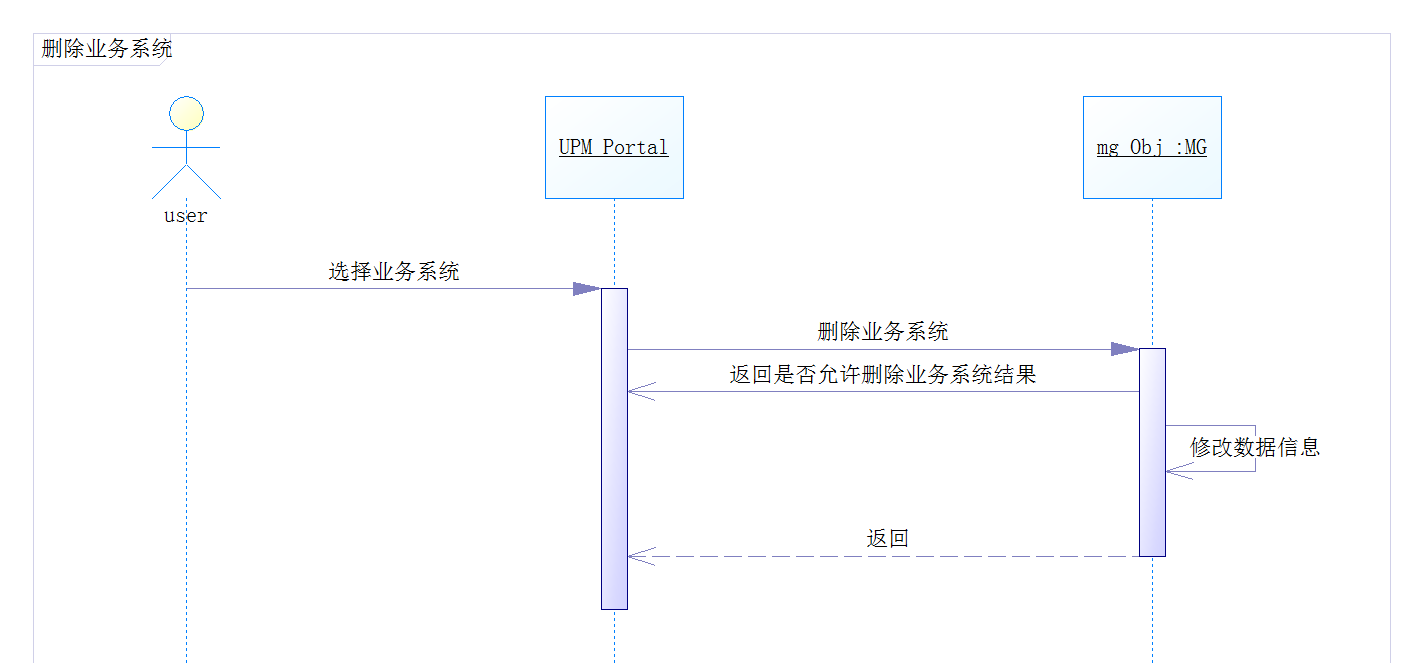 删除业务系统
user
UPM Portal
mg Obj :MG
选择业务系统
删除业务系统
返回是否允许删除业务系统结果
修改数据信息
返回